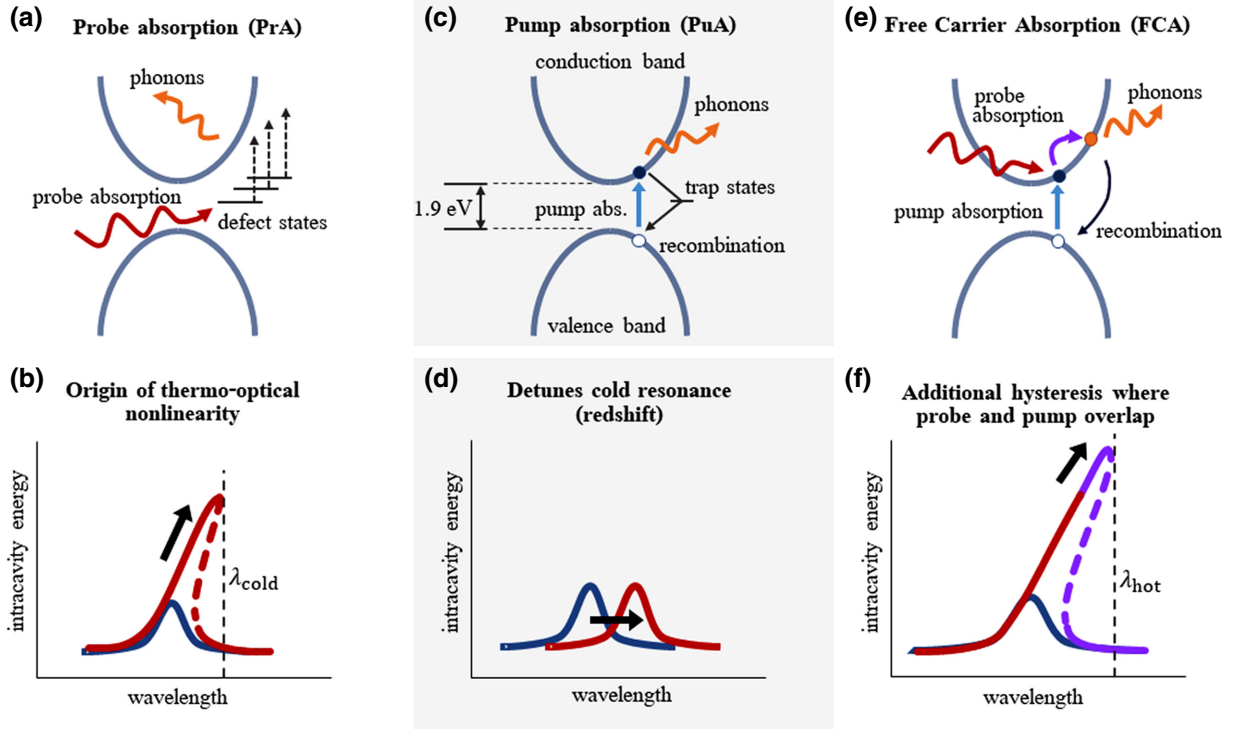 (a)
Probe absorption (PrA)
phonons
probe absorption
defect states
(c)
Pump absorption (PuA)
conduction band
phonons
1.9 eV
pump abs.
trap states
recombination
valence band
(e)
Free Carrier Absorption (FCA)
probe
absorption
phonons
pump absorption
recombination
(b)
Origin of thermo-optical
nonlinearity
intracavity energy
λcold
wavelength
(d)
Detunes cold resonance
(redshift)
intracavity energy
wavelength
(f)
Additional hysteresis where
probe and pump overlap
intracavity energy
λhot
wavelength